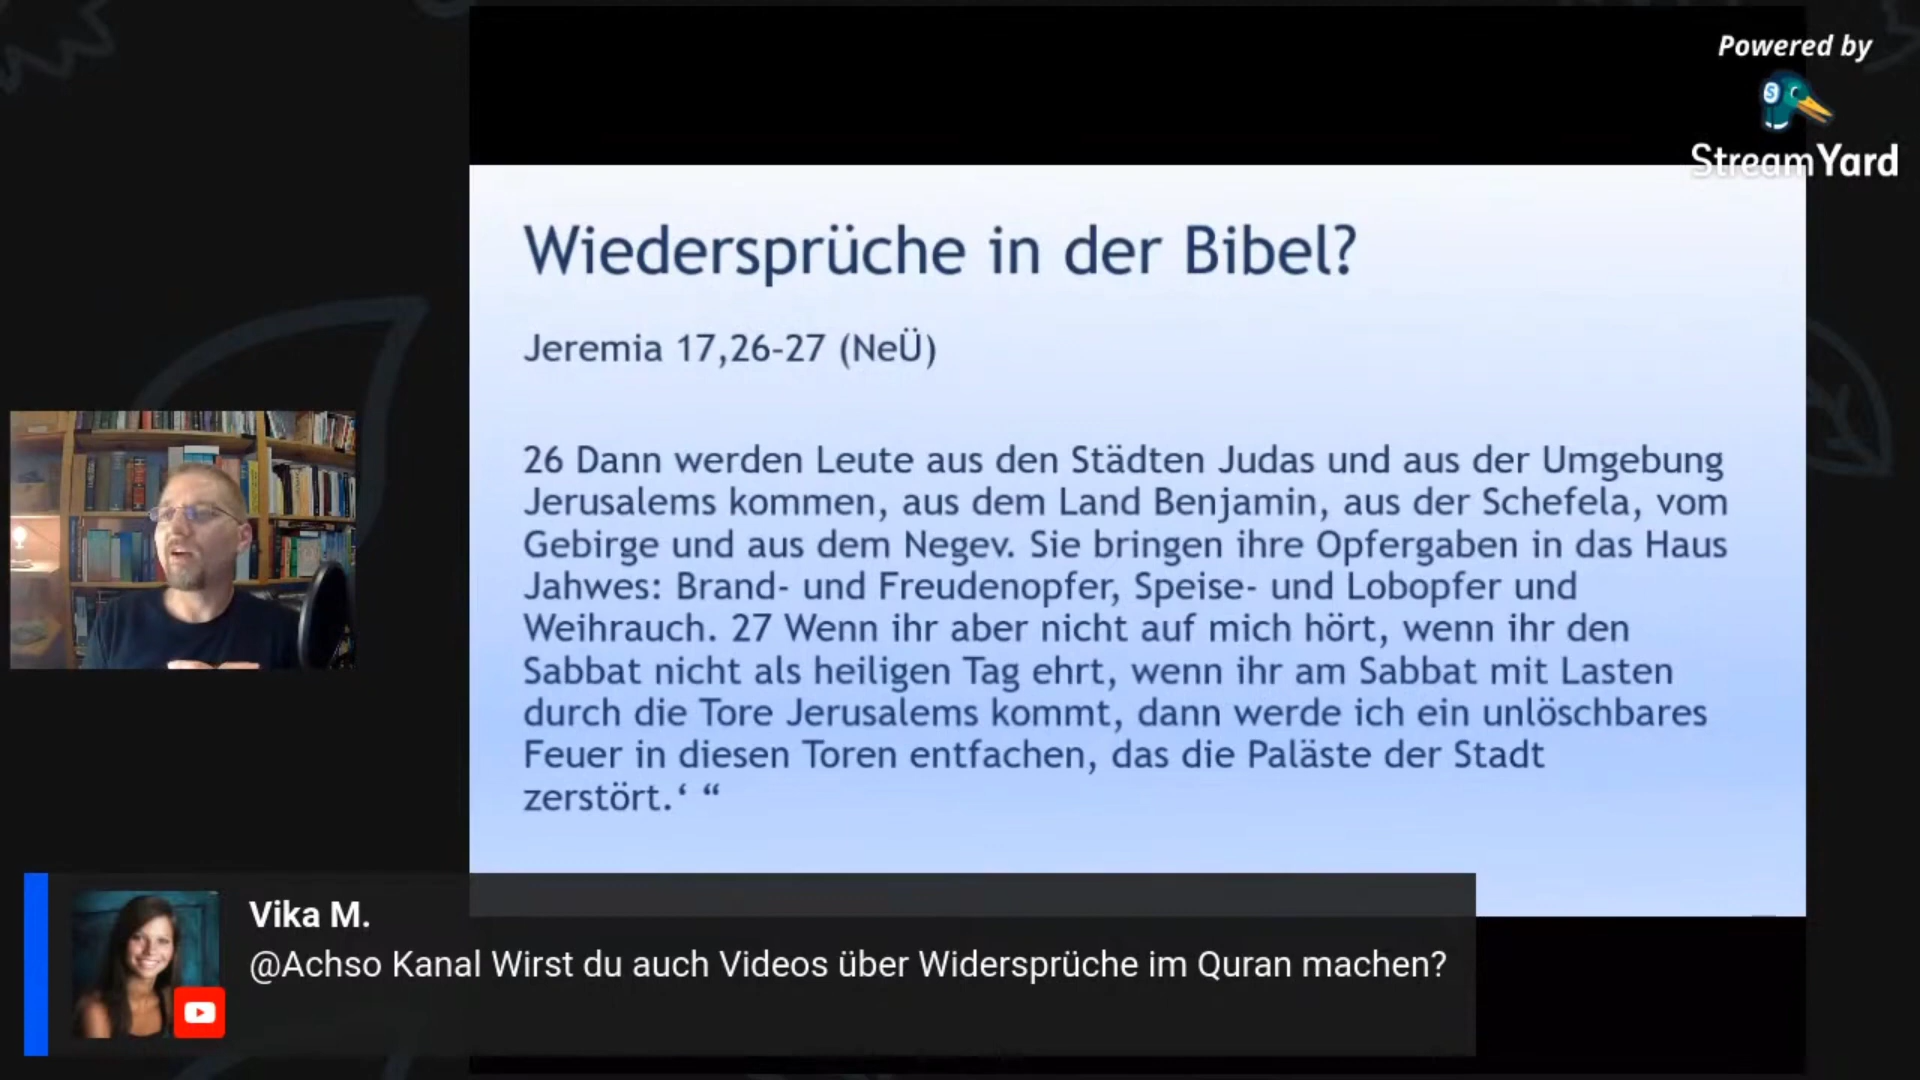 Powered by
StreamYard
Wiedersprüche in der Bibel?
Jeremia 17,26-27 (NeÜ)
26 Dann werden Leute aus den Städten Judas und aus der Umgebung
Jerusalems kommen, aus dem Land Benjamin, aus der Schefela, vom
Gebirge und aus dem Negev. Sie bringen ihre Opfergaben in das Haus
Jahwes: Brand- und Freudenopfer, Speise- und Lobopfer und
Weihrauch. 27 Wenn ihr aber nicht auf mich hört, wenn ihr den
Sabbat nicht als heiligen Tag ehrt, wenn ihr am Sabbat mit Lasten
durch die Tore Jerusalems kommt, dann werde ich ein unlöschbares
Feuer in diesen Toren entfachen, das die Paläste der Stadt
zerstört.‘ “
Vika M.
@Achso Kanal Wirst du auch Videos über Widersprüche im Quran machen?